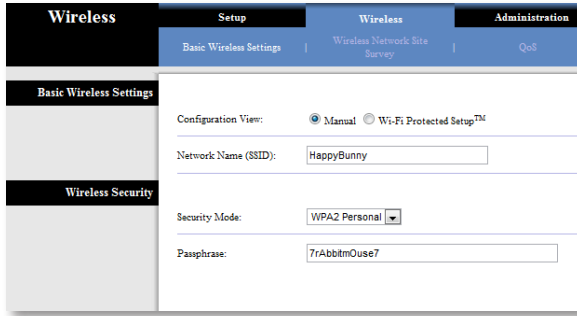 Wireless
Setup
Wireless
Administration
Basic Wireless Settings
|
Wireless Network Site
Survey
|
QoS
Basic Wireless Settings
Configuration View:
Manual
Wi-Fi Protected Setup™
Network Name (SSID):
HappyBunny
Wireless Security
Security Mode:
WPA2 Personal
Passphrase:
7rAbbitmOuse7